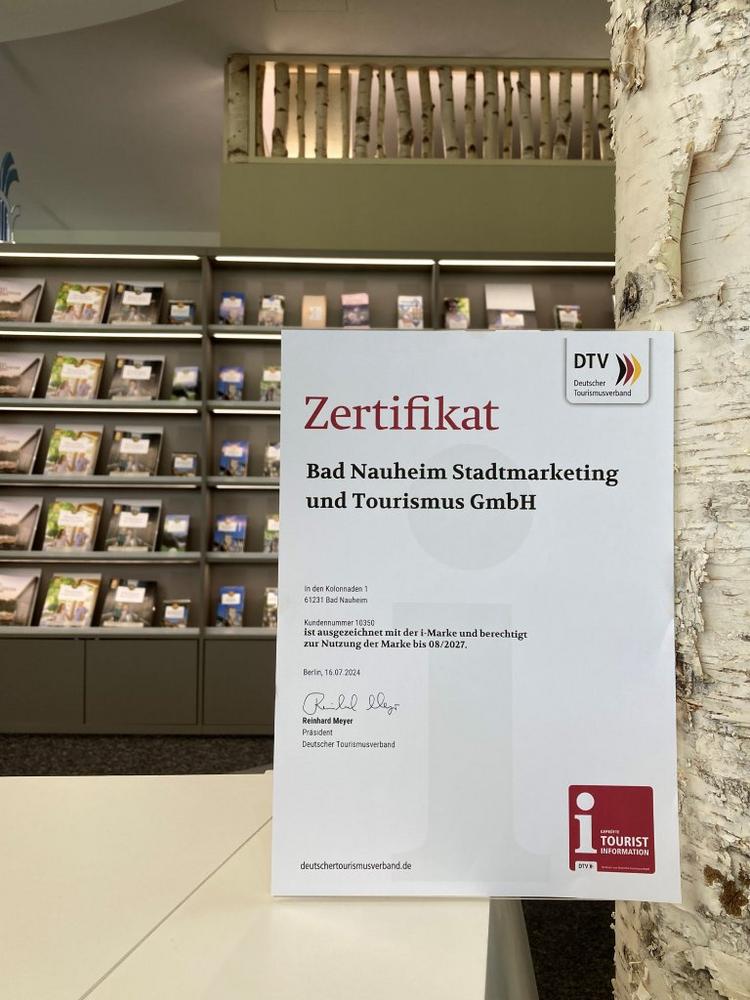 DTV
Deutscher
Tourismusverband
Zertifikat
Bad Nauheim Stadtmarketing
und Tourismus GmbH
In den Kolonnaden 1
61231 Bad Nauheim
Kundennummer 10350
ist ausgezeichnet mit der i-Marke und berechtigt
zur Nutzung der Marke bis 08/2027.
Berlin, 16.07.2024
Reinhard Meyer
Präsident
Deutscher Tourismusverband
deutschertourismusverband.de
i
GEPRÜFTE
TOURIST
INFORMATION
DTV